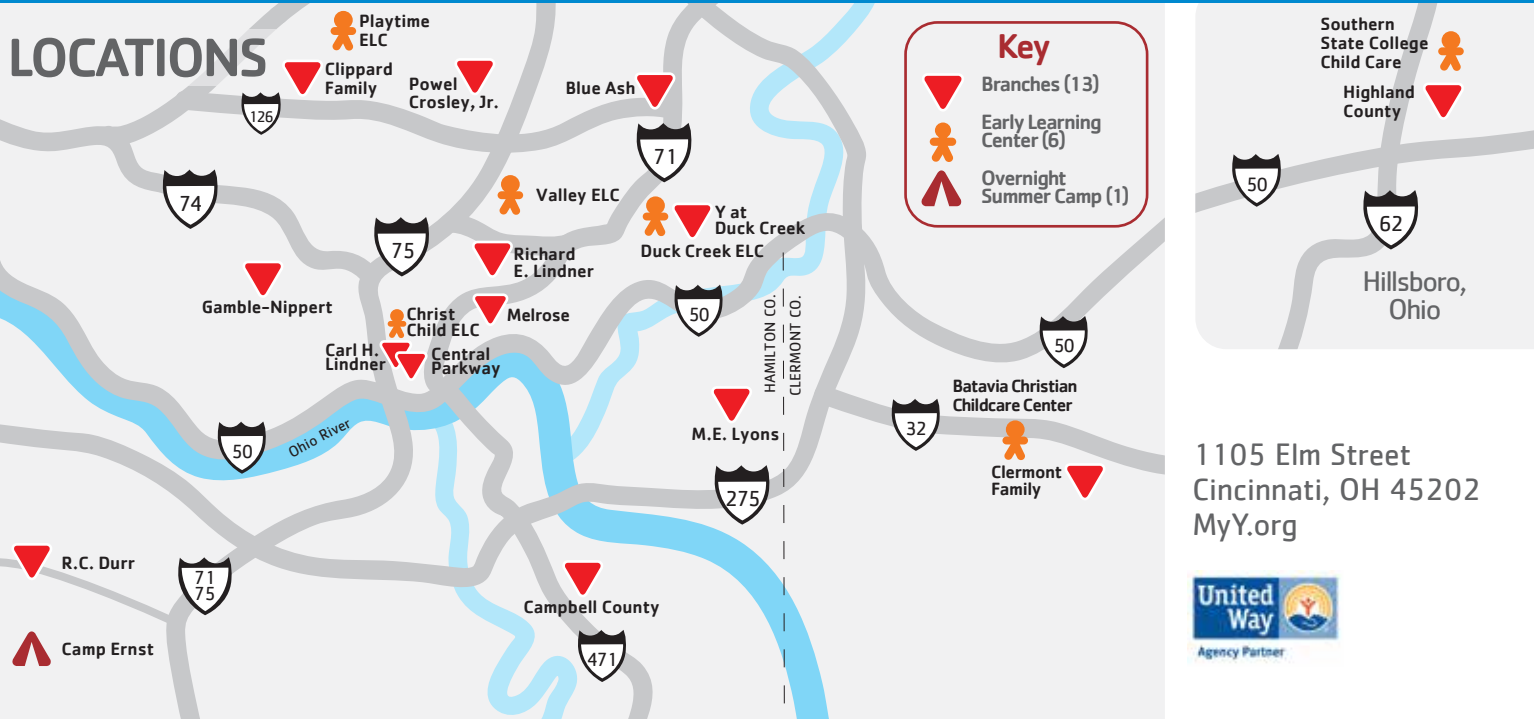 LOCATIONS
Playtime
ELC
Clippard
Family
Powel
Crosley, Jr.
Blue Ash
126
71
74
Valley ELC
75
Y at
Duck Creek
Duck Creek ELC
Richard
E. Lindner
Gamble-Nippert
Christ
Child ELC
Melrose
Carl H.
Lindner
Central
Parkway
50
HAMILTON CO.
CLERMONT CO.
50
Batavia Christian
Childcare Center
32
M.E. Lyons
Clermont
Family
50
Ohio River
275
R.C. Durr
71
75
Camp Ernst
Campbell County
471
Key
Branches (13)
Early Learning
Center (6)
Overnight
Summer Camp (1)
Southern
State College
Child Care
Highland
County
50
62
Hillsboro,
Ohio
1105 Elm Street
Cincinnati, OH 45202
MyY.org
United
Way
Agency Partner